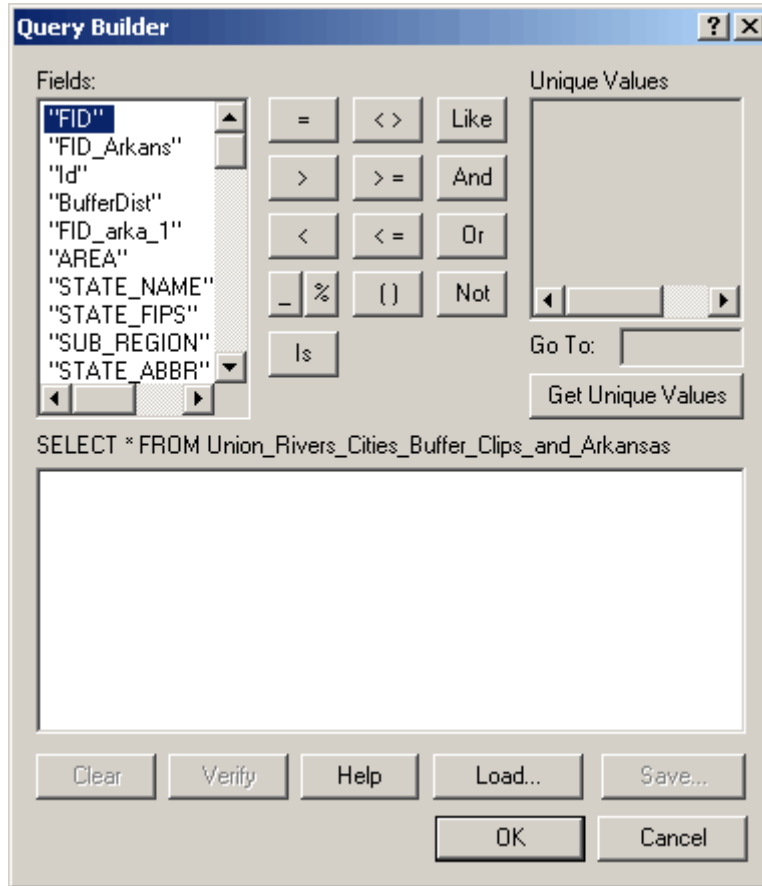 Query Builder
Fields:
Unique Values
"FID"
"FID_Arkans"
"Id"
"BufferDist"
"FID_arka_1"
"AREA"
"STATE_NAME"
"STATE_FIPS"
"SUB_REGION"
"STATE_ABBR"
= < > Like
> > = And
< < = Or
_ % ( ) Not
Is
Go To:
Get Unique Values
SELECT * FROM Union_Rivers_Cities_Buffer_Clips_and_Arkansas
Clear Verify Help Load... Save...
OK Cancel